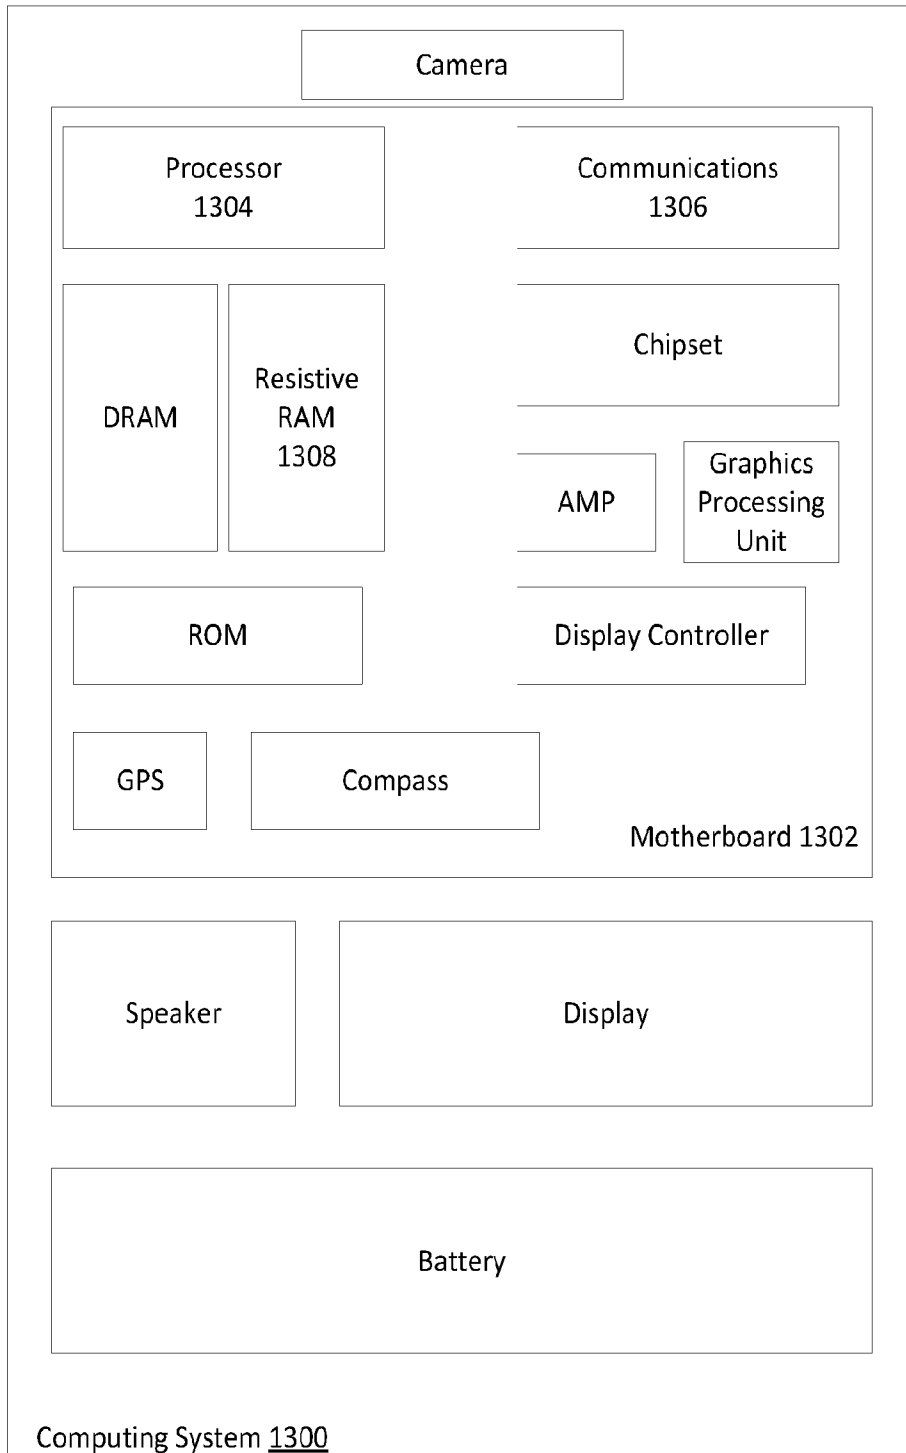 Camera
Processor
1304
Communications
1306
DRAM
Resistive
RAM
1308
Chipset
AMP
Graphics
Processing
Unit
ROM
Display Controller
GPS
Compass
Motherboard 1302
Speaker
Display
Battery
Computing System 1300